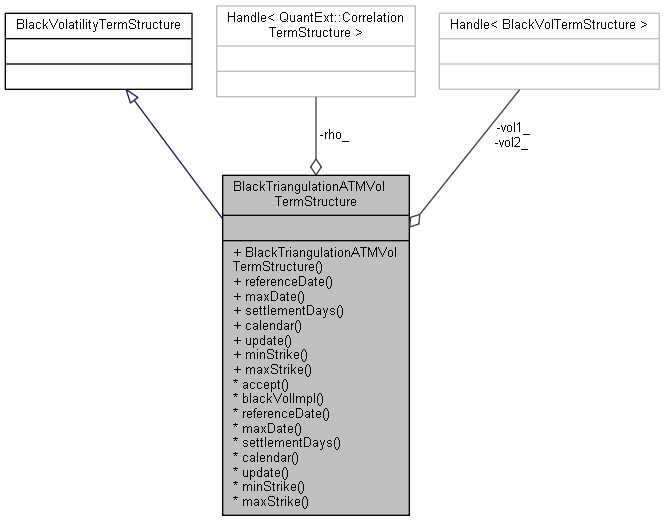 BlackVolatilityTermStructure
Handle< QuantExt::Correlation
TermStructure >
Handle< BlackVolTermStructure >
-rho_
-vol1_
-vol2_
BlackTriangulationATMVol
TermStructure
+ BlackTriangulationATMVol
TermStructure()
+ referenceDate()
+ maxDate()
+ settlementDays()
+ calendar()
+ update()
+ minStrike()
+ maxStrike()
* accept()
* blackVolImpl()
* referenceDate()
* maxDate()
* settlementDays()
* calendar()
* update()
* minStrike()
* maxStrike()